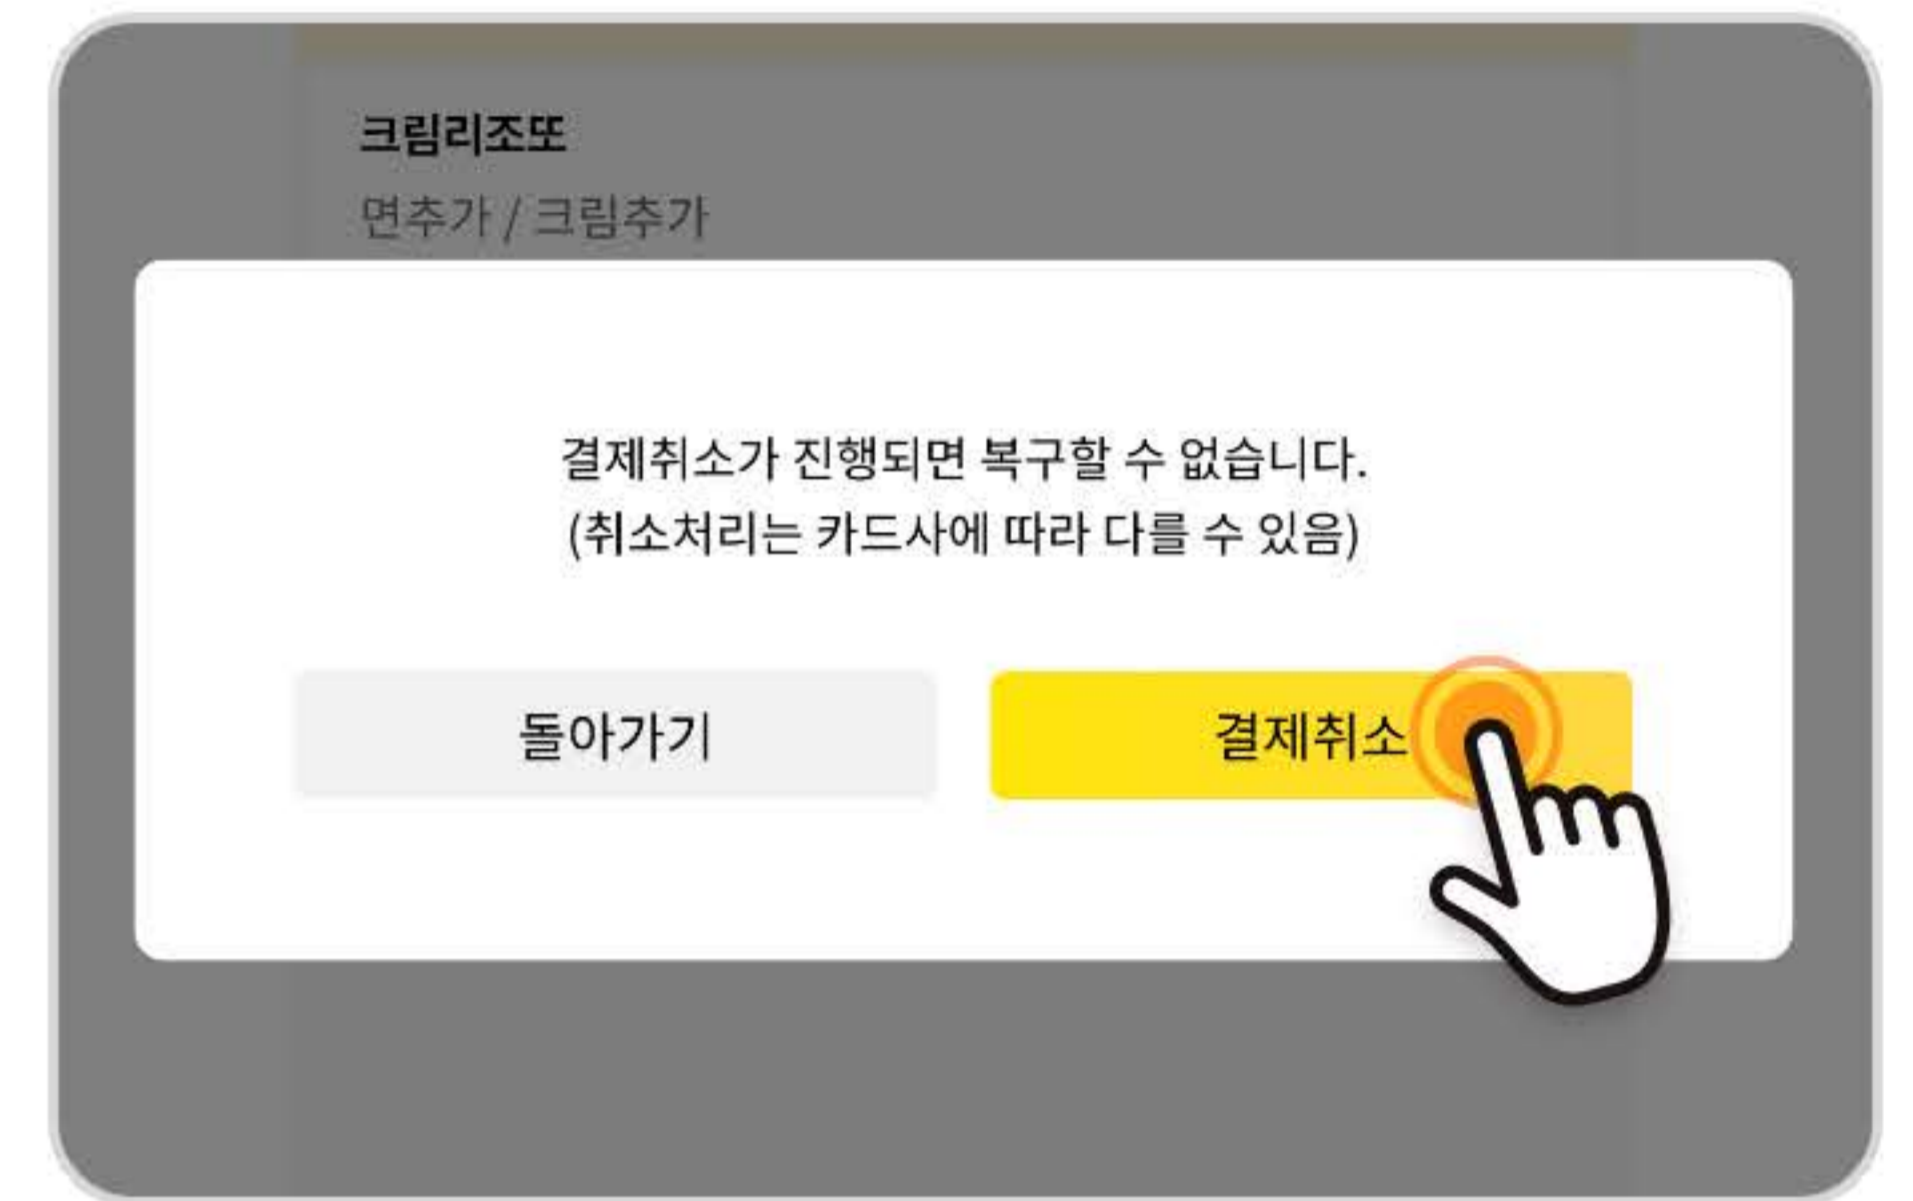 크림리조또
면추가 / 크림추가
결제취소가 진행되면 복구할 수 없습니다.
(취소처리는 카드사에 따라 다를 수 있음)
돌아가기
결제취소